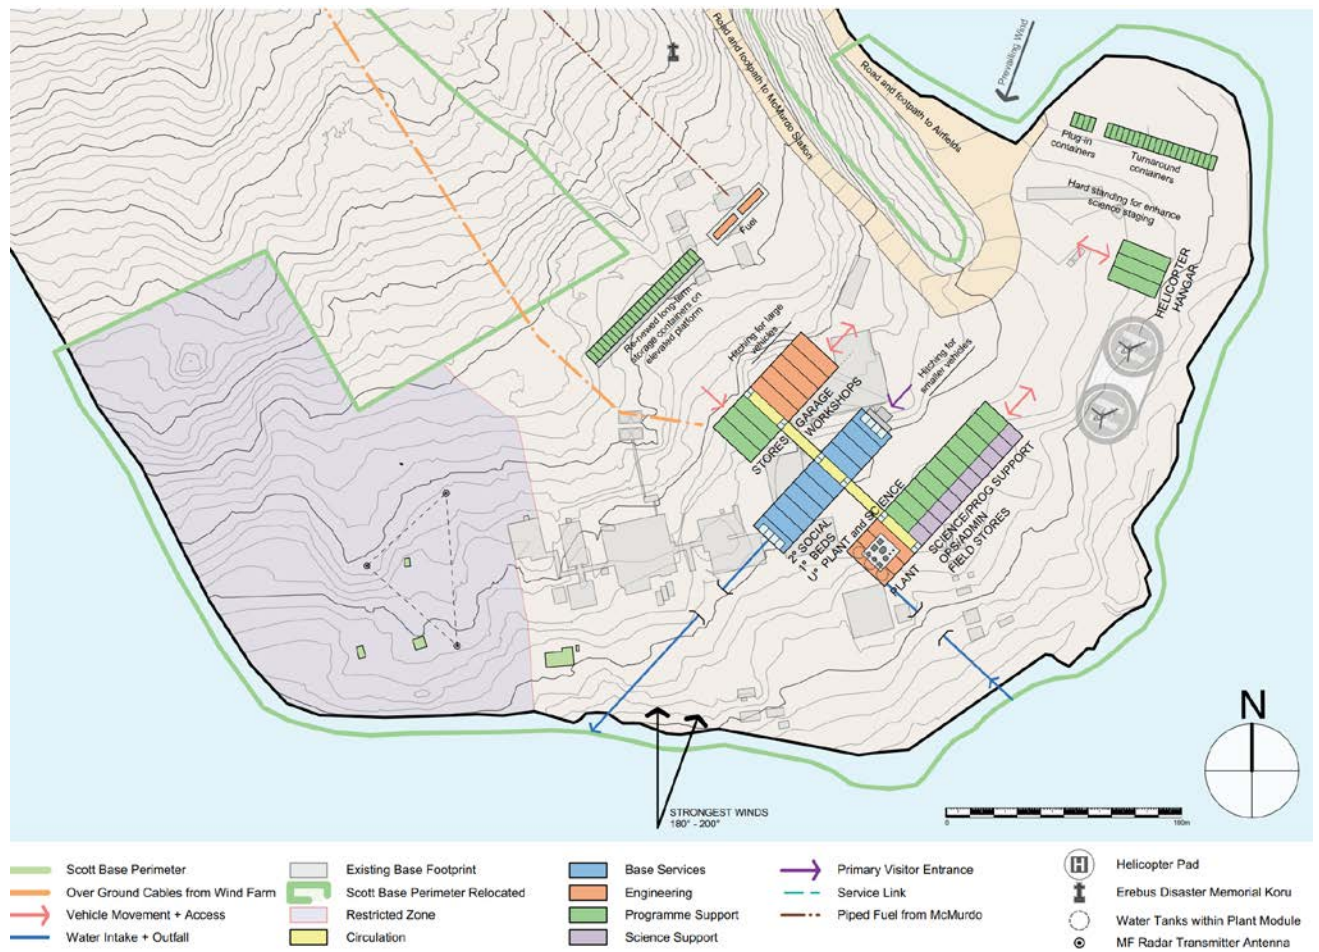 Prevailing Wind
Road and footpath to McMurdo Station
Road and footpath to Airfields
Plug-in
containers
Turnaround
containers
Hard standing for enhance
science staging
HELICOPTER
HANGAR
Fuel
Re-newed long-term
storage containers on
elevated platform
Hitching for large
vehicles
Hitching for
smaller vehicles
GARAGE
WORKSHOPS
STORES
2° SOCIAL
1° BEDS
U° PLANT and SCIENCE
SCIENCE/PROG SUPPORT
OPS/ADMIN
FIELD STORES
PLANT
STRONGEST WINDS
180° - 200°
N
0
180m
Scott Base Perimeter
Over Ground Cables from Wind Farm
Vehicle Movement + Access
Water Intake + Outfall
Existing Base Footprint
Scott Base Perimeter Relocated
Restricted Zone
Circulation
Base Services
Engineering
Programme Support
Science Support
Primary Visitor Entrance
Service Link
Piped Fuel from McMurdo
H
Helicopter Pad
Erebus Disaster Memorial Koru
Water Tanks within Plant Module
MF Radar Transmitter Antenna